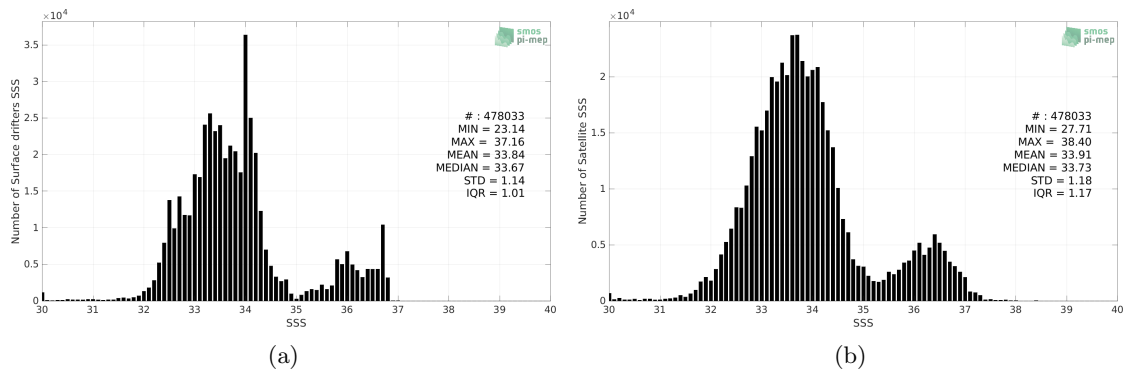 ×10⁴
3.5
3
2.5
2
1.5
1
0.5
0
30 31 32 33 34 35 36 37 38 39 40
Number of Surface drifters SSS
SSS
smos
pi-mep
# : 478033
MIN = 23.14
MAX = 37.16
MEAN = 33.84
MEDIAN = 33.67
STD = 1.14
IQR = 1.01
(a)
×10⁴
2
1.5
1
0.5
0
30 31 32 33 34 35 36 37 38 39 40
Number of Satellite SSS
SSS
smos
pi-mep
# : 478033
MIN = 27.71
MAX = 38.40
MEAN = 33.91
MEDIAN = 33.73
STD = 1.18
IQR = 1.17
(b)